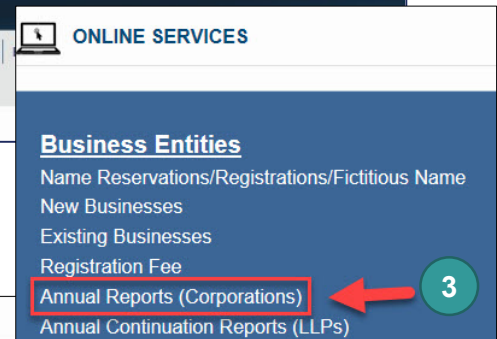 ONLINE SERVICES
Business Entities
Name Reservations/Registrations/Fictitious Name
New Businesses
Existing Businesses
Registration Fee
Annual Reports (Corporations)
3
Annual Continuation Reports (LLPs)